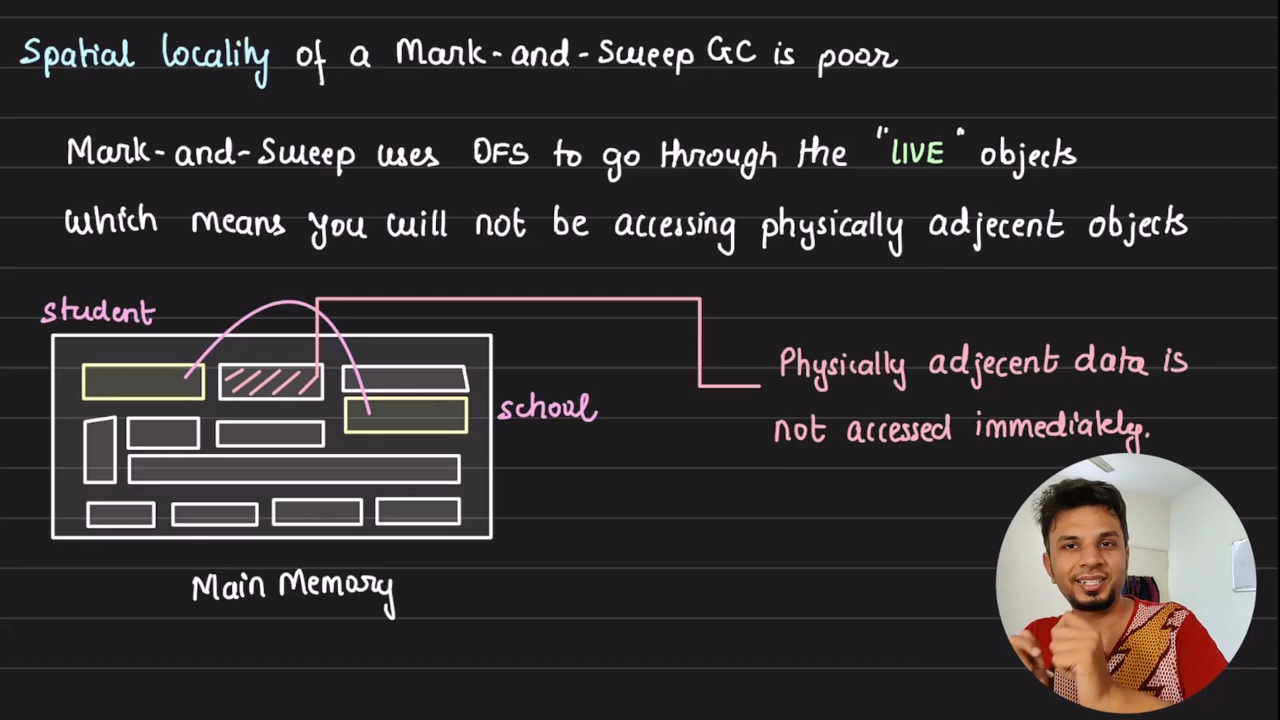 Spatial locality of a Mark-and-Sweep GC is poor
Mark-and-Sweep uses DFS to go through the "LIVE" objects
which means you will not be accessing physically adjecent objects
student
school
Physically adjecent data is
not accessed immediately.
Main Memory